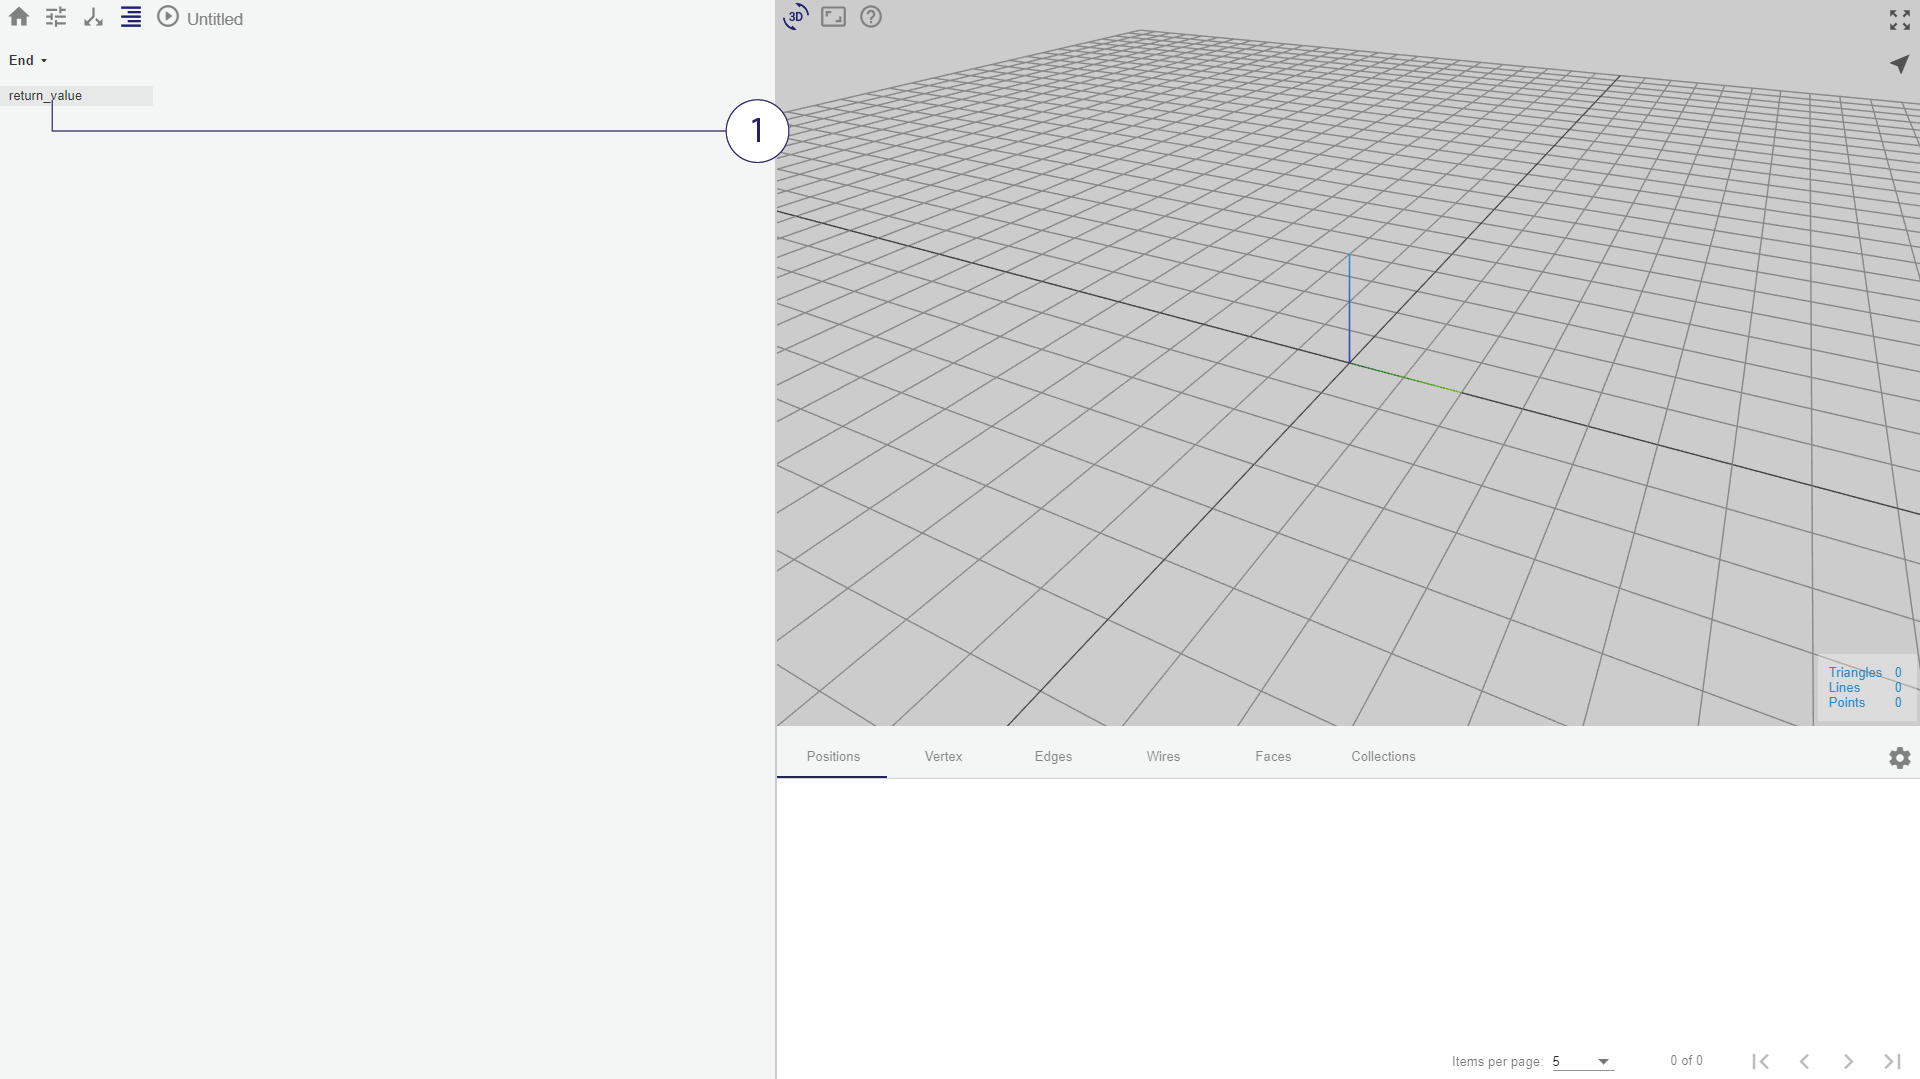 Untitled
End
return_value
1
3D
Triangles 0
Lines 0
Points 0
Positions Vertex Edges Wires Faces Collections
Items per page: 5 0 of 0